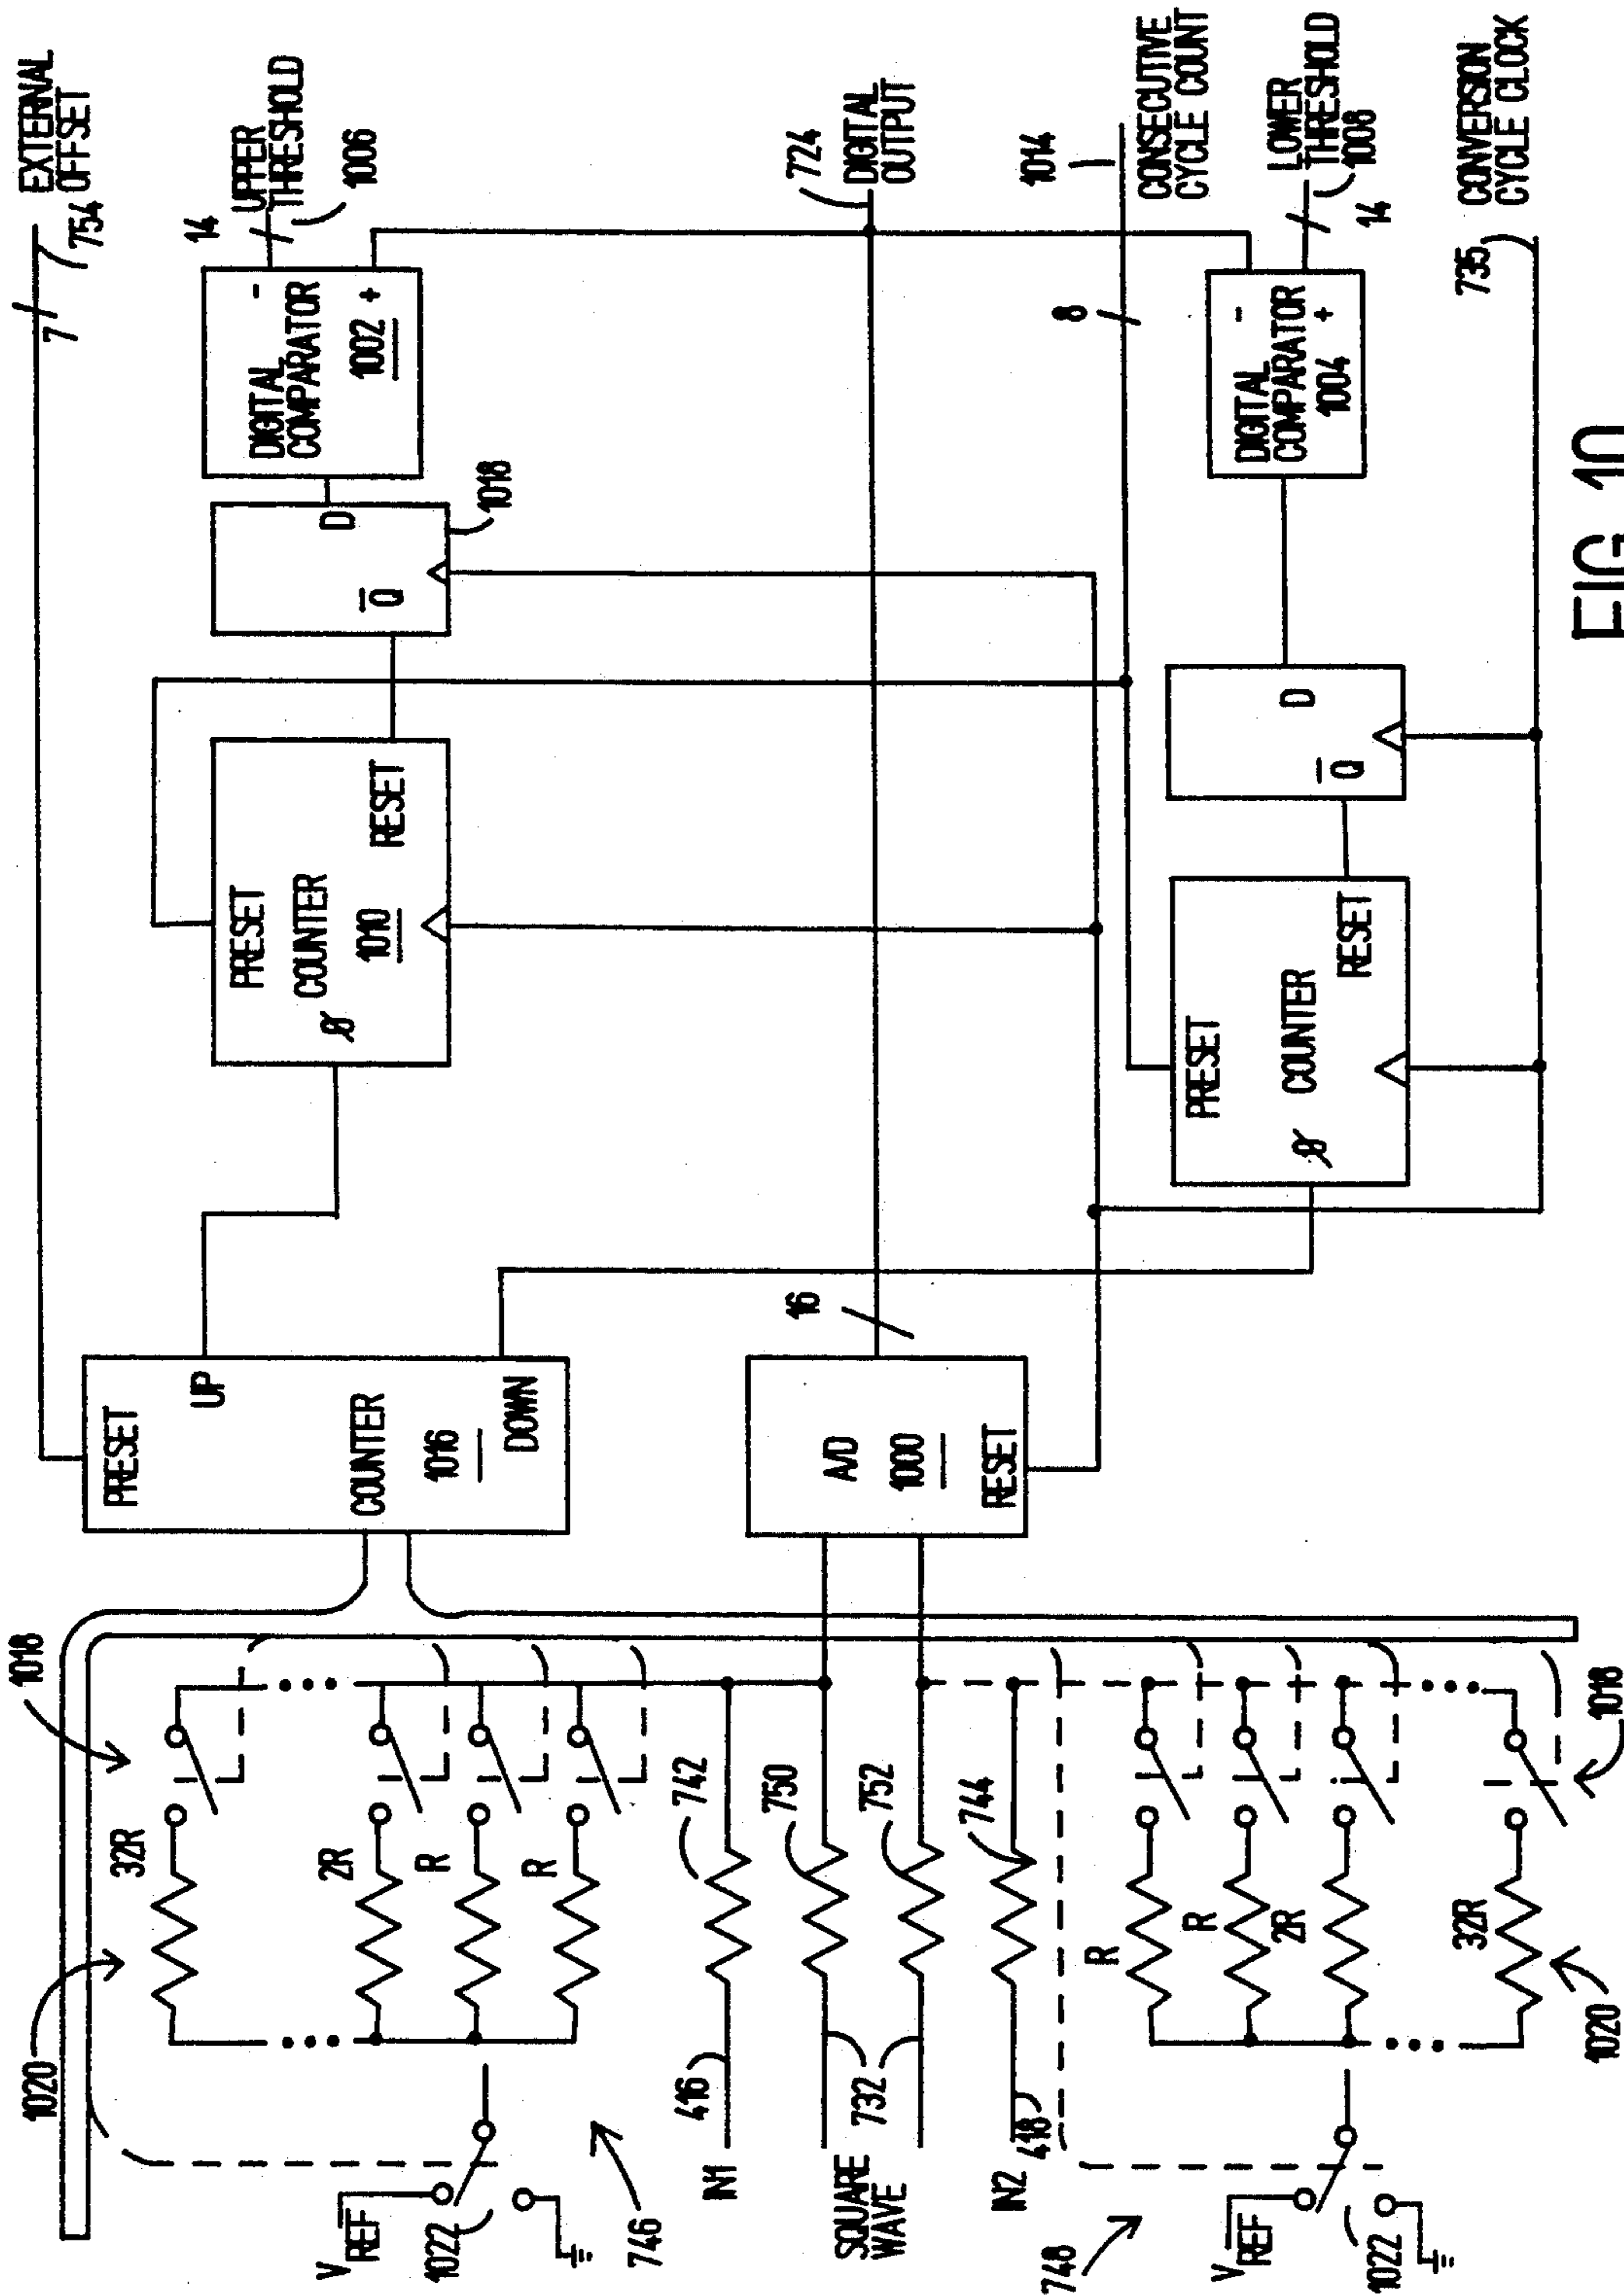 EXTERNAL
OFFSET
7
754
14
UPPER
THRESHOLD
1006
-
DIGITAL
COMPARATOR
1002 +
D
Q
1018
PRESET
COUNTER
1010
RESET
Ø
PRESET
UP
COUNTER
1016
DOWN
724
DIGITAL
OUTPUT
16
A/D
1000
RESET
1014
CONSECUTIVE
CYCLE COUNT
8
LOWER
THRESHOLD
1008
14
-
DIGITAL
COMPARATOR
1004 +
D
Q
PRESET
COUNTER
RESET
Ø
735
CONVERSION
CYCLE CLOCK
1018
1020
32R
2R
R
R
VREF
1022
746
742
416
IN1
750
SQUARE
WAVE
732
752
744
418
IN2
748
R
R
2R
32R
1018
1020
VREF
1022
FIG 10